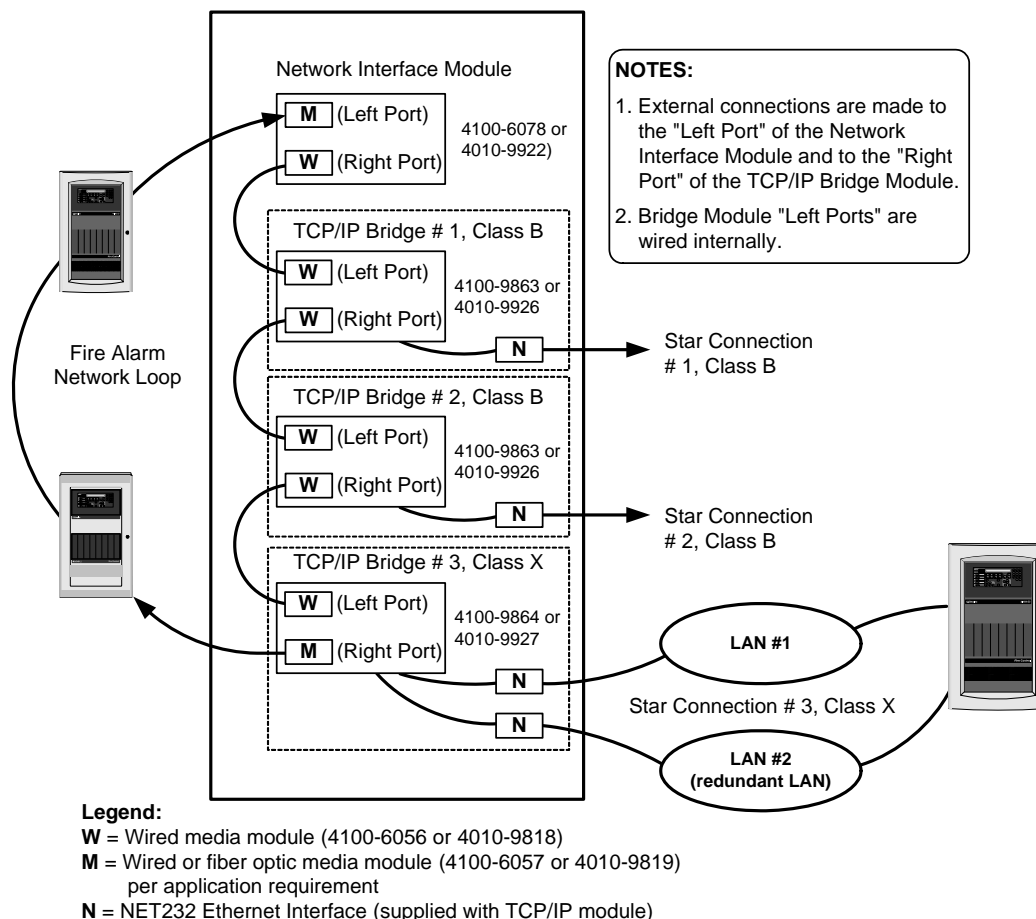 Network Interface Module
M (Left Port)
W (Right Port)
4100-6078 or
4010-9922)
NOTES:
1. External connections are made to
the "Left Port" of the Network
Interface Module and to the "Right
Port" of the TCP/IP Bridge Module.
2. Bridge Module "Left Ports" are
wired internally.
Fire Alarm
Network Loop
TCP/IP Bridge # 1, Class B
W (Left Port)
W (Right Port)
4100-9863 or
4010-9926
N
Star Connection
# 1, Class B
TCP/IP Bridge # 2, Class B
W (Left Port)
W (Right Port)
4100-9863 or
4010-9926
N
Star Connection
# 2, Class B
TCP/IP Bridge # 3, Class X
W (Left Port)
M (Right Port)
4100-9864 or
4010-9927
N
N
LAN #1
Star Connection # 3, Class X
LAN #2
(redundant LAN)
Legend:
W = Wired media module (4100-6056 or 4010-9818)
M = Wired or fiber optic media module (4100-6057 or 4010-9819)
per application requirement
N = NET232 Ethernet Interface (supplied with TCP/IP module)